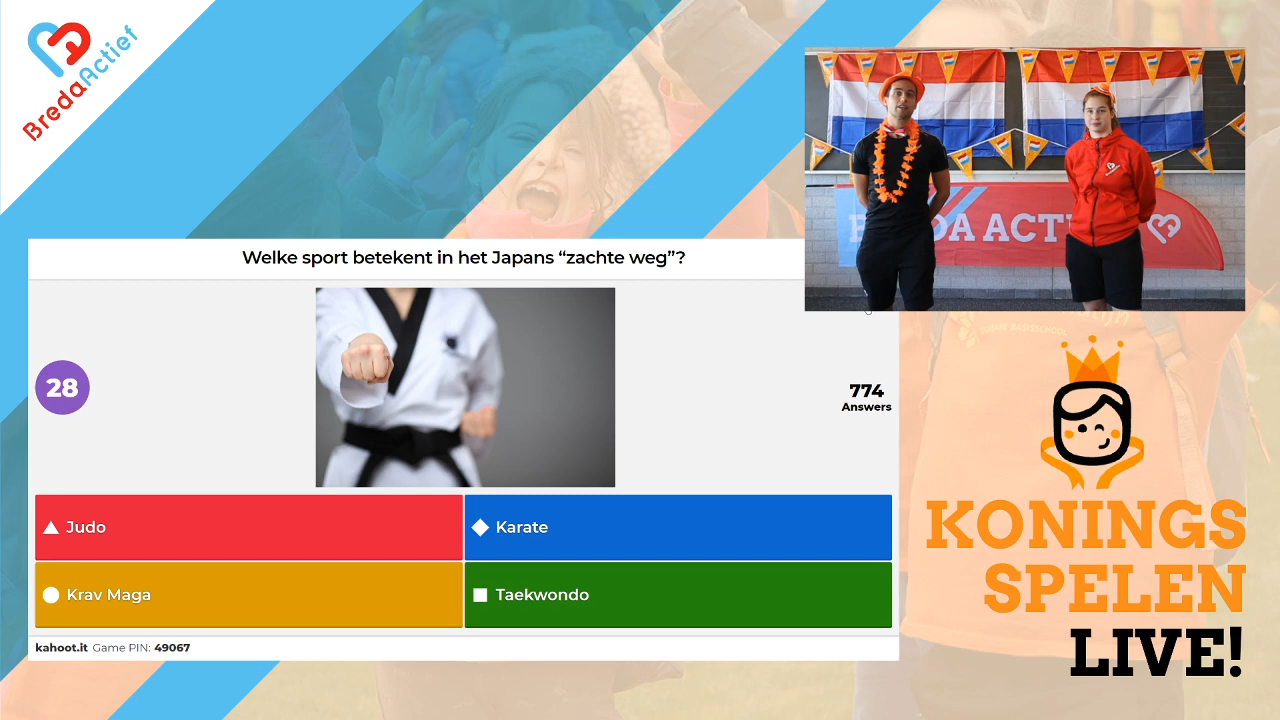 BredaActief
Welke sport betekent in het Japans “zachte weg”?
28
774
Answers
Judo
Karate
Krav Maga
Taekwondo
kahoot.it Game PIN: 49067
KONINGS
SPELEN
LIVE!